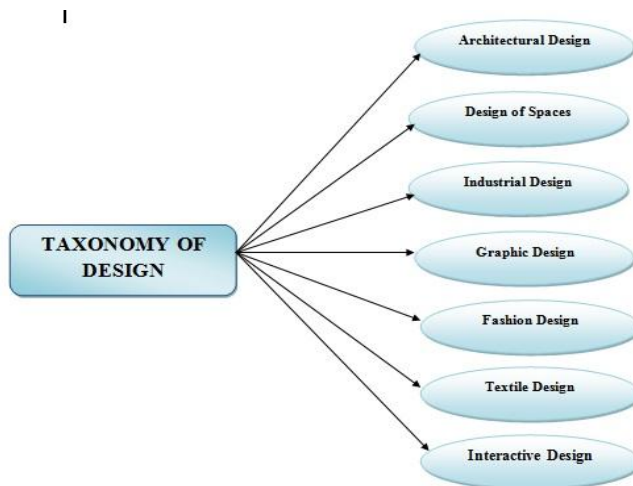 I
Architectural Design
Design of Spaces
Industrial Design
TAXONOMY OF
DESIGN
Graphic Design
Fashion Design
Textile Design
Interactive Design